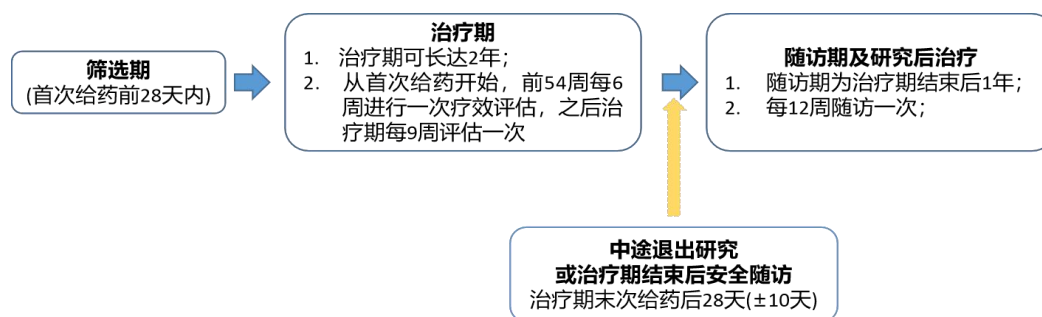 筛选期
(首次给药前28天内)
治疗期
1. 治疗期可长达2年；
2. 从首次给药开始，前54周每6
周进行一次疗效评估，之后治
疗期每9周评估一次
随访期及研究后治疗
1. 随访期为治疗期结束后1年；
2. 每12周随访一次；
中途退出研究
或治疗期结束后安全随访
治疗期末次给药后28天(±10天)